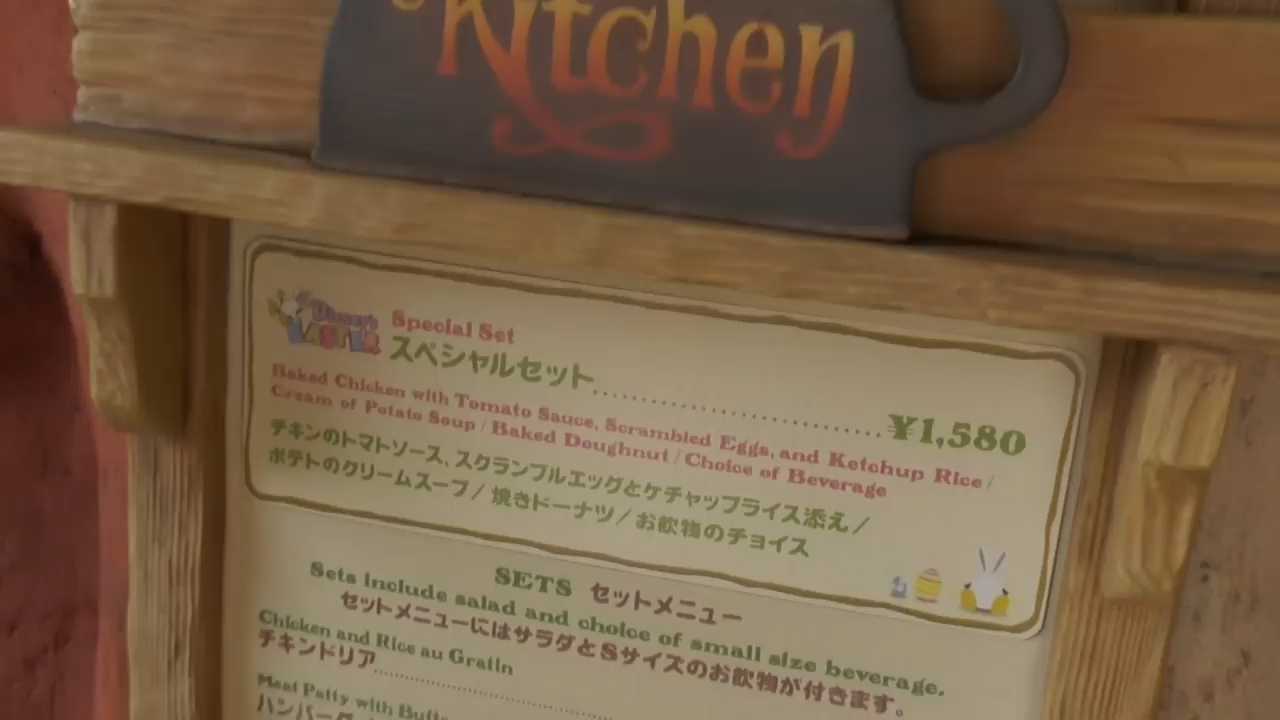 Kitchen
Disney's
EASTER
Special Set
スペシャルセット
¥1,580
Baked Chicken with Tomato Sauce, Scrambled Eggs, and Ketchup Rice /
Cream of Potato Soup / Baked Doughnut / Choice of Beverage
チキンのトマトソース、スクランブルエッグとケチャップライス添え /
ポテトのクリームスープ / 焼きドーナツ / お飲物のチョイス
SETS セットメニュー
Sets include salad and choice of small size beverage.
セットメニューにはサラダとSサイズのお飲物が付きます。
Chicken and Rice au Gratin
チキンドリア
Meat Patty with